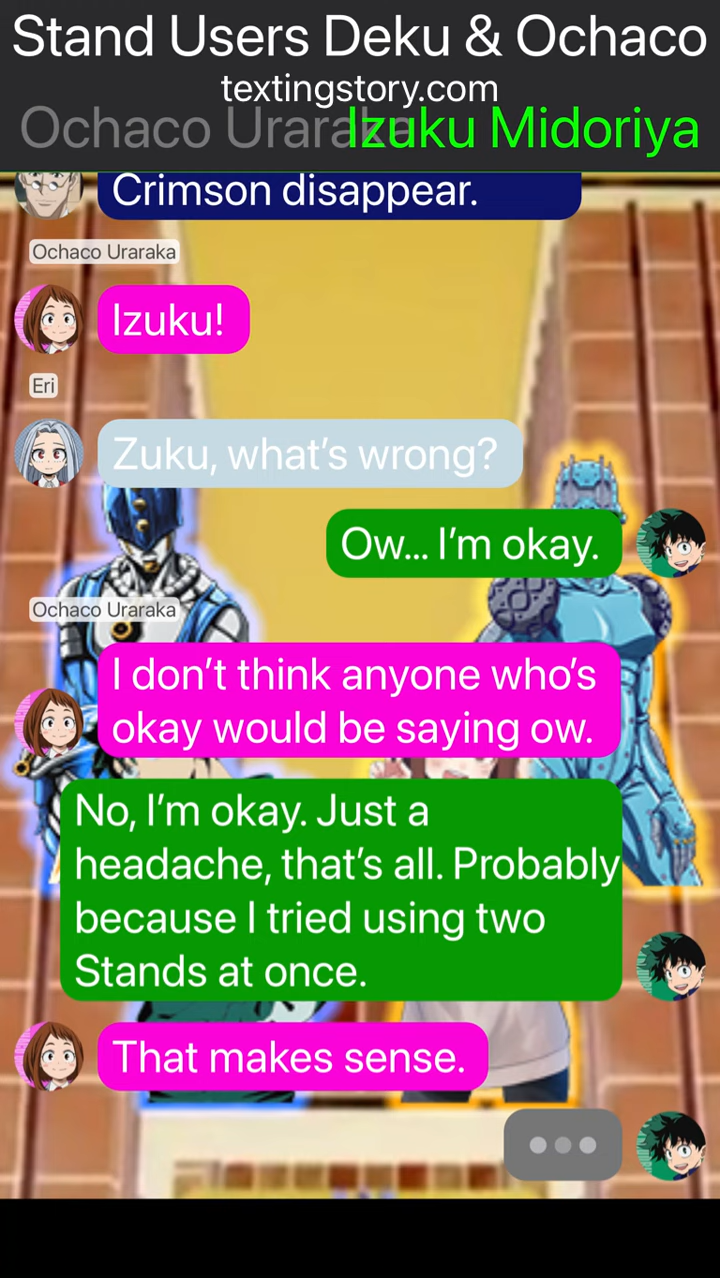 Stand Users Deku & Ochaco
textingstory.com
Ochaco Uraraka
Izuku Midoriya
Crimson disappear.
Ochaco Uraraka
Izuku!
Eri
Zuku, what’s wrong?
Ow... I’m okay.
Ochaco Uraraka
I don’t think anyone who’s
okay would be saying ow.
No, I’m okay. Just a
headache, that’s all. Probably
because I tried using two
Stands at once.
That makes sense.